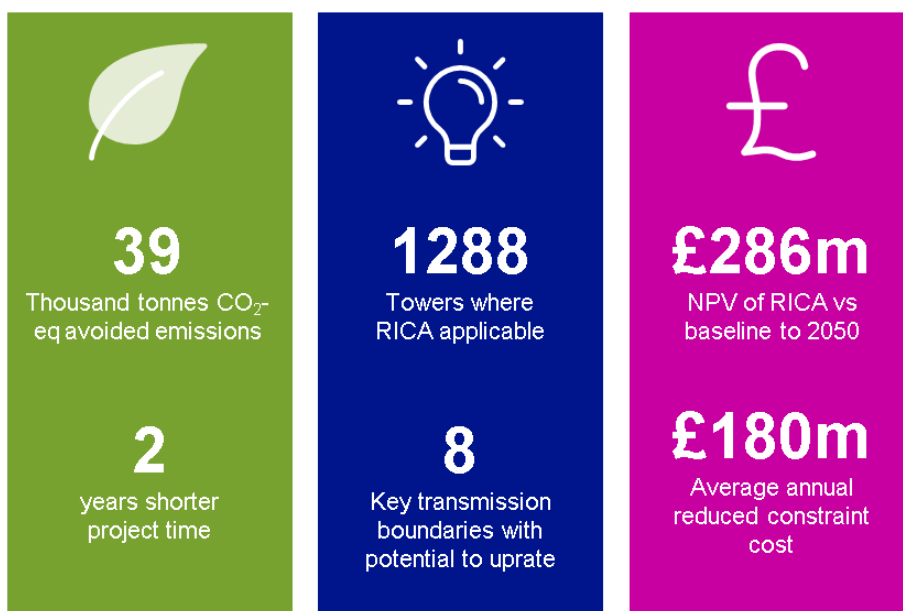 39
Thousand tonnes CO₂-
eq avoided emissions
2
years shorter
project time
1288
Towers where
RICA applicable
8
Key transmission
boundaries with
potential to uprate
£
£286m
NPV of RICA vs
baseline to 2050
£180m
Average annual
reduced constraint
cost